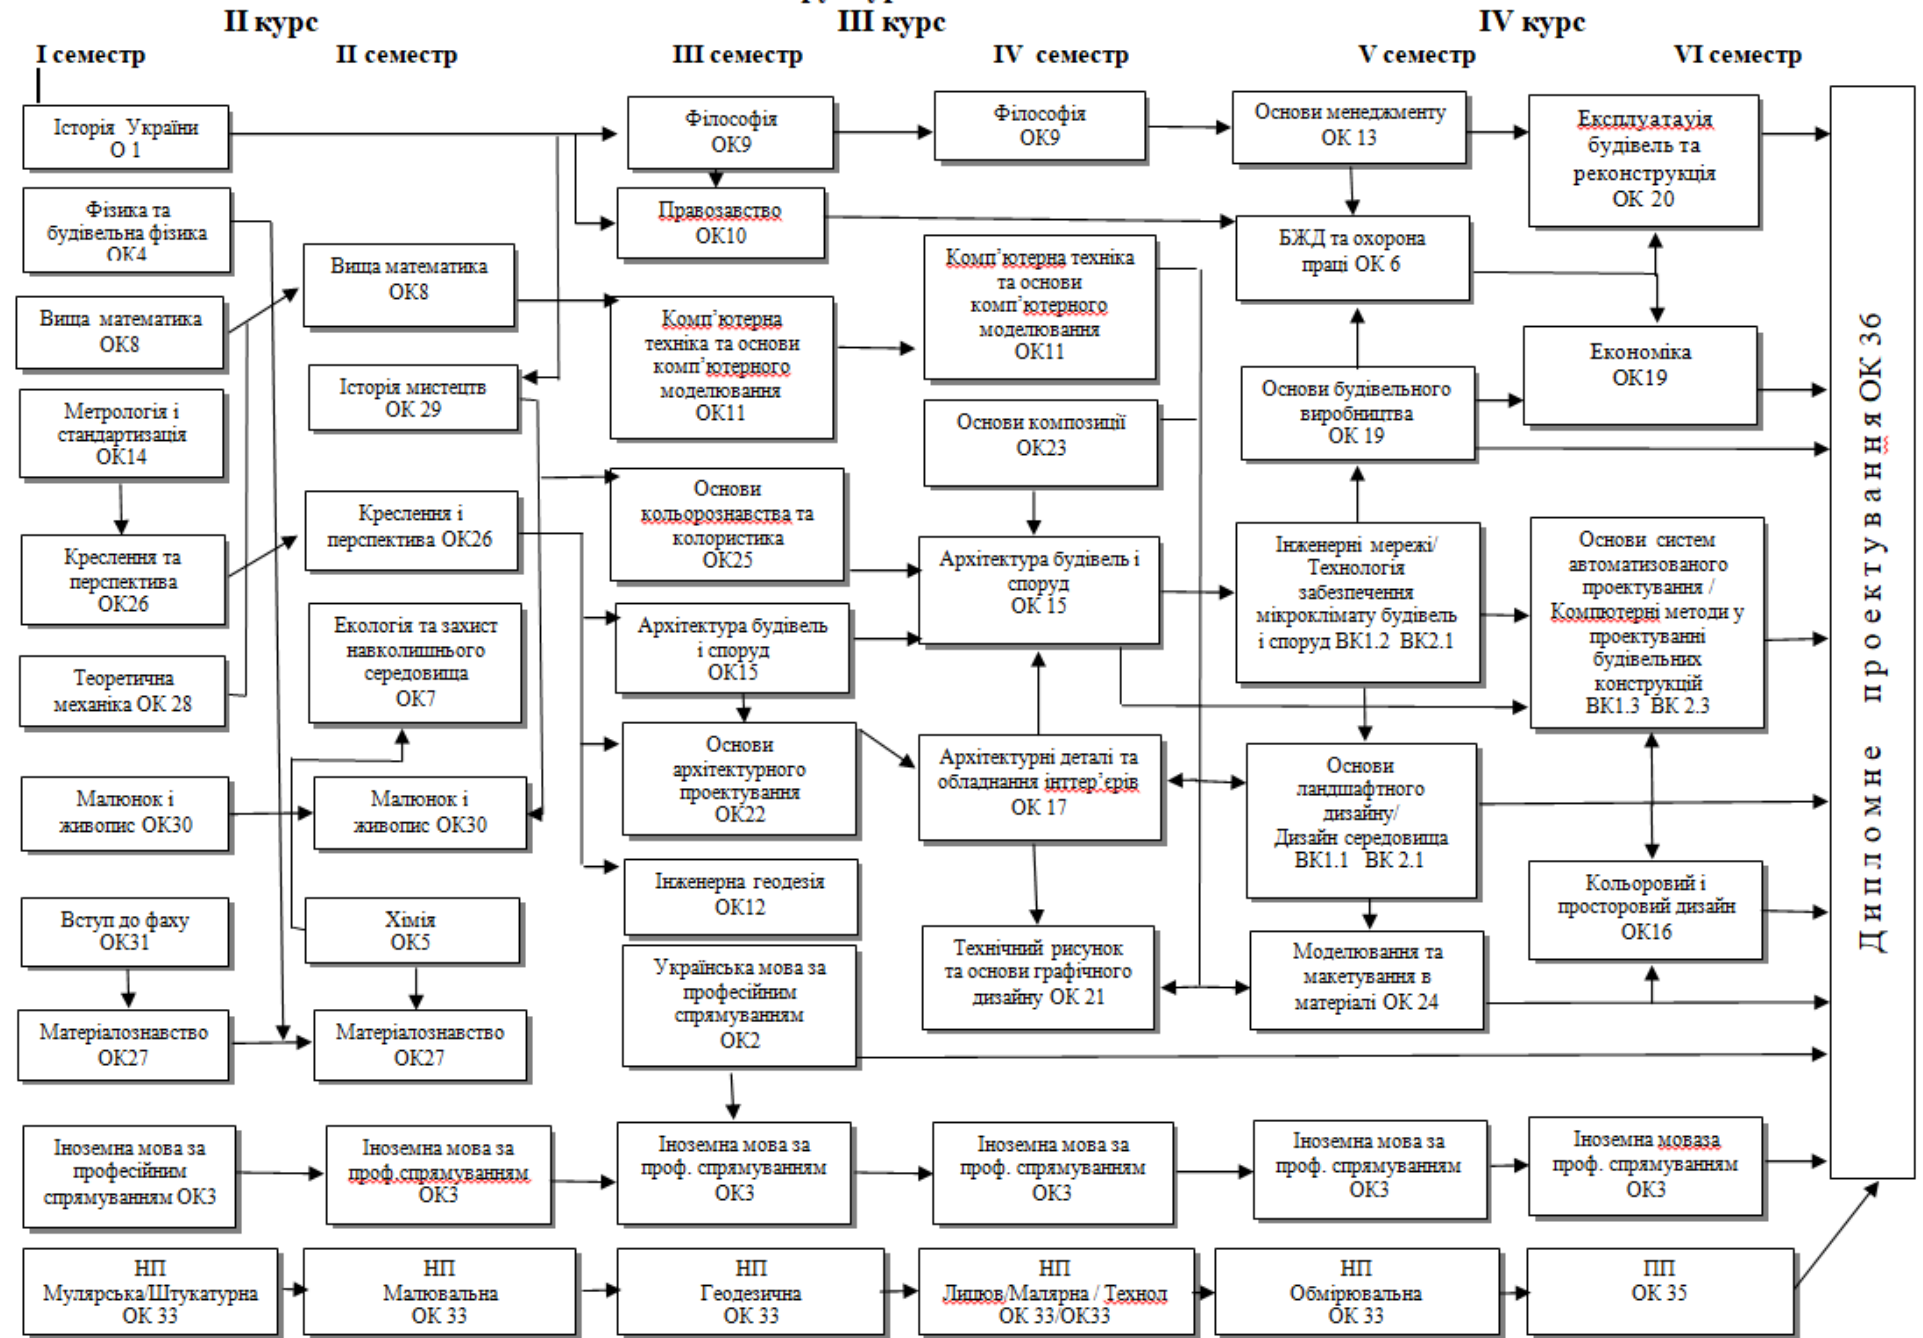 II курс
III курс
IV курс
I семестр
II семестр
III семестр
IV семестр
V семестр
VI семестр
Історія України
О 1
Фізика та
будівельна фізика
ОК4
Вища математика
ОК8
Метрологія і
стандартизація
ОК14
Креслення та
перспектива
ОК26
Теоретична
механіка ОК 28
Малюнок і
живопис ОК30
Вступ до фаху
ОК31
Матеріалознавство
ОК27
Іноземна мова за
професійним
спрямуванням ОК3
НП
Мулярська/Штукатурна
ОК 33
Вища математика
ОК8
Історія мистецтв
ОК 29
Креслення і
перспектива ОК26
Екологія та захист
навколишнього
середовища
ОК7
Малюнок і
живопис ОК30
Хімія
ОК5
Матеріалознавство
ОК27
Іноземна мова за
проф.спрямуванням
ОК3
НП
Малювальна
ОК 33
Філософія
ОК9
Правозавство
ОК10
Комп’ютерна
техніка та основи
комп’ютерного
моделювання
ОК11
Основи
кольорознавства та
колористика
ОК25
Архітектура будівель
і споруд
ОК15
Основи
архітектурного
проектування
ОК22
Інженерна геодезія
ОК12
Українська мова за
професійним
спрямуванням
ОК2
Іноземна мова за
проф. спрямуванням
ОК3
НП
Геодезична
ОК 33
Філософія
ОК9
Комп’ютерна техніка
та основи
комп’ютерного
моделювання
ОК11
Основи композиції
ОК23
Архітектура будівель і
споруд
ОК 15
Архітектурні деталі та
обладнання інттер’єрів
ОК 17
Технічний рисунок
та основи графічного
дизайну ОК 21
Іноземна мова за
проф. спрямуванням
ОК3
НП
Лицюв/Малярна / Технол
ОК 33/ОК33
Основи менеджменту
ОК 13
БЖД та охорона
праці ОК 6
Основи будівельного
виробництва
ОК 19
Інженерні мережі/
Технологія
забезпечення
мікроклімату будівель
і споруд ВК1.2 ВК2.1
Основи
ландшафтного
дизайну/
Дизайн середовища
ВК1.1 ВК 2.1
Моделювання та
макетування в
матеріалі ОК 24
Іноземна мова за
проф. спрямуванням
ОК3
НП
Обмірювальна
ОК 33
Експлуатауія
будівель та
реконструкція
ОК 20
Економіка
ОК19
Основи систем
автоматизованого
проектування /
Компютерні методи у
проектуванні
будівельних
конструкцій
ВК1.3 ВК 2.3
Кольоровий і
просторовий дизайн
ОК16
Іноземна моваза
проф. спрямуванням
ОК3
ПП
ОК 35
Дипломне проектування ОК 36